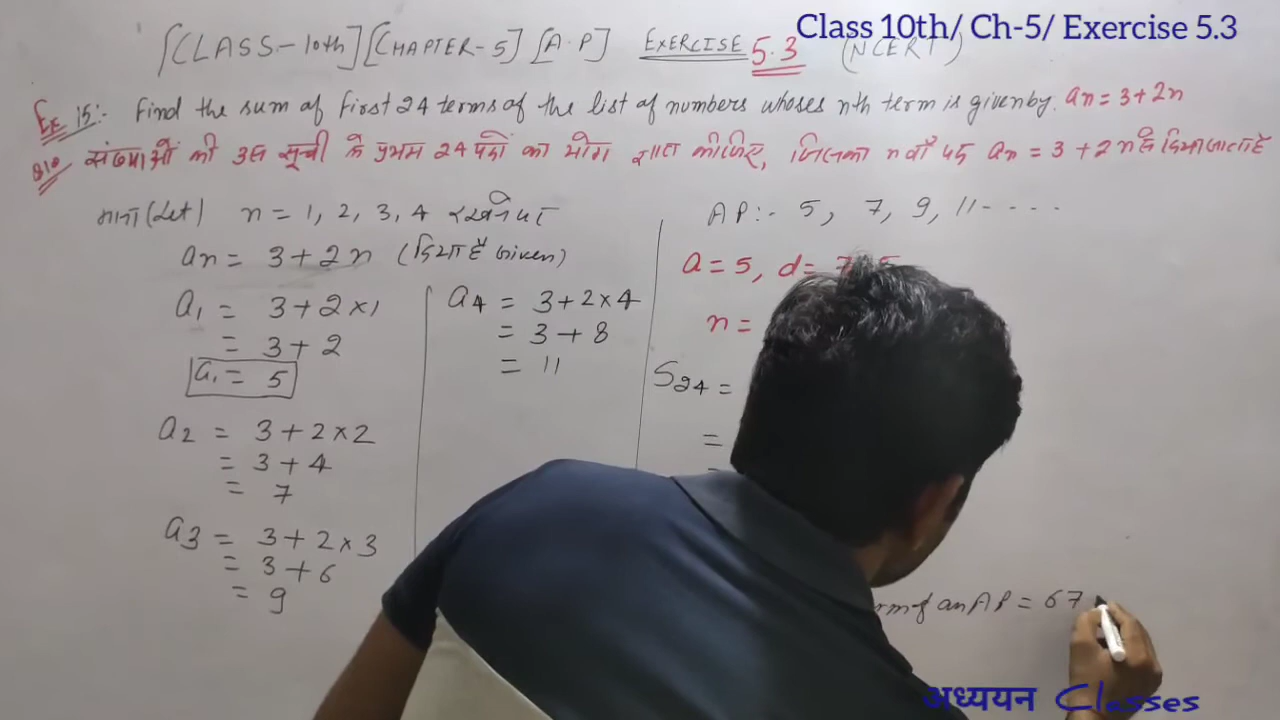 Class 10th/ Ch-5/ Exercise 5.3
[CLASS-10th] [CHAPTER-5] [A.P] EXERCISE 5.3 (NCERT)
Ex 15:- Find the sum of first 24 terms of the list of numbers whoses nth term is given by. an = 3+2n
संख्याओं की उस सूची के प्रथम 24 पदों का योग ज्ञात कीजिए, जिसका n वाँ पद an = 3 + 2n से दिया जाता है
माना (Let) n = 1, 2, 3, 4 रखने पर
an = 3+2n (दिया है Given)
a1 = 3+2×1
= 3+2
a1 = 5
a2 = 3+2×2
= 3+4
= 7
a3 = 3+2×3
= 3+6
= 9
a4 = 3+2×4
= 3+8
= 11
AP:- 5, 7, 9, 11- - - -
a = 5, d = 7-5
n =
S24 =
=
of an AP = 67
अध्ययन Classes